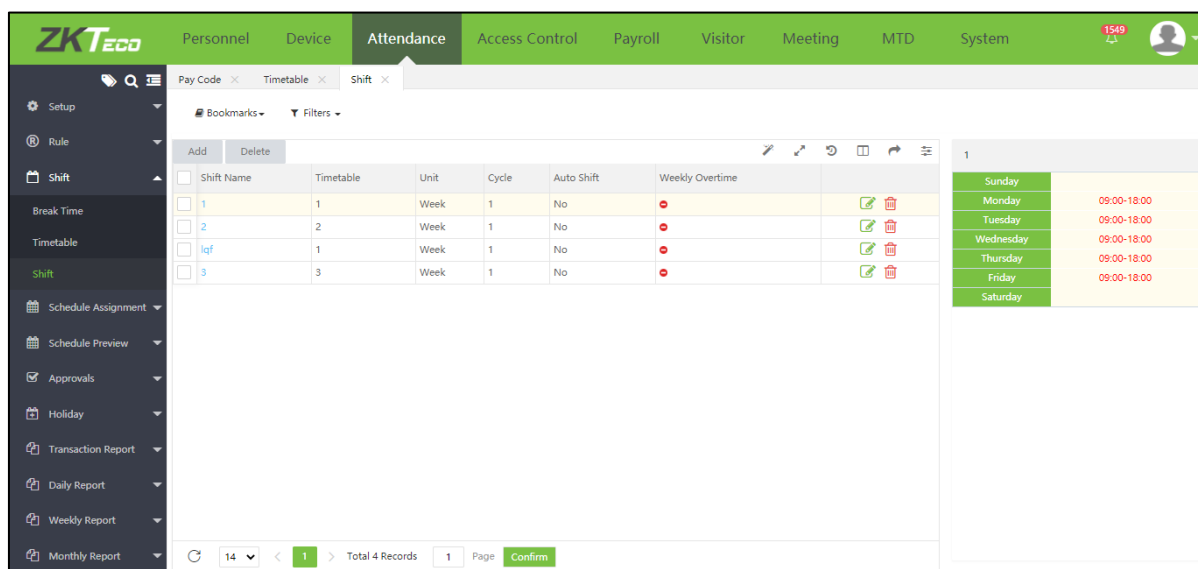 ZKTECO
Personnel Device Attendance Access Control Payroll Visitor Meeting MTD System 1549
Pay Code Timetable Shift
Setup
Bookmarks Filters
Rule
Add Delete
1
Shift
Shift Name Timetable Unit Cycle Auto Shift Weekly Overtime
Sunday
1 1 Week 1 No
Monday 09:00-18:00
Break Time
2 2 Week 1 No
Tuesday 09:00-18:00
Timetable
lqf 1 Week 1 No
Wednesday 09:00-18:00
Thursday 09:00-18:00
Shift
3 3 Week 1 No
Friday 09:00-18:00
Saturday
Schedule Assignment
Schedule Preview
Approvals
Holiday
Transaction Report
Daily Report
Weekly Report
Monthly Report
14 < 1 > Total 4 Records 1 Page Confirm